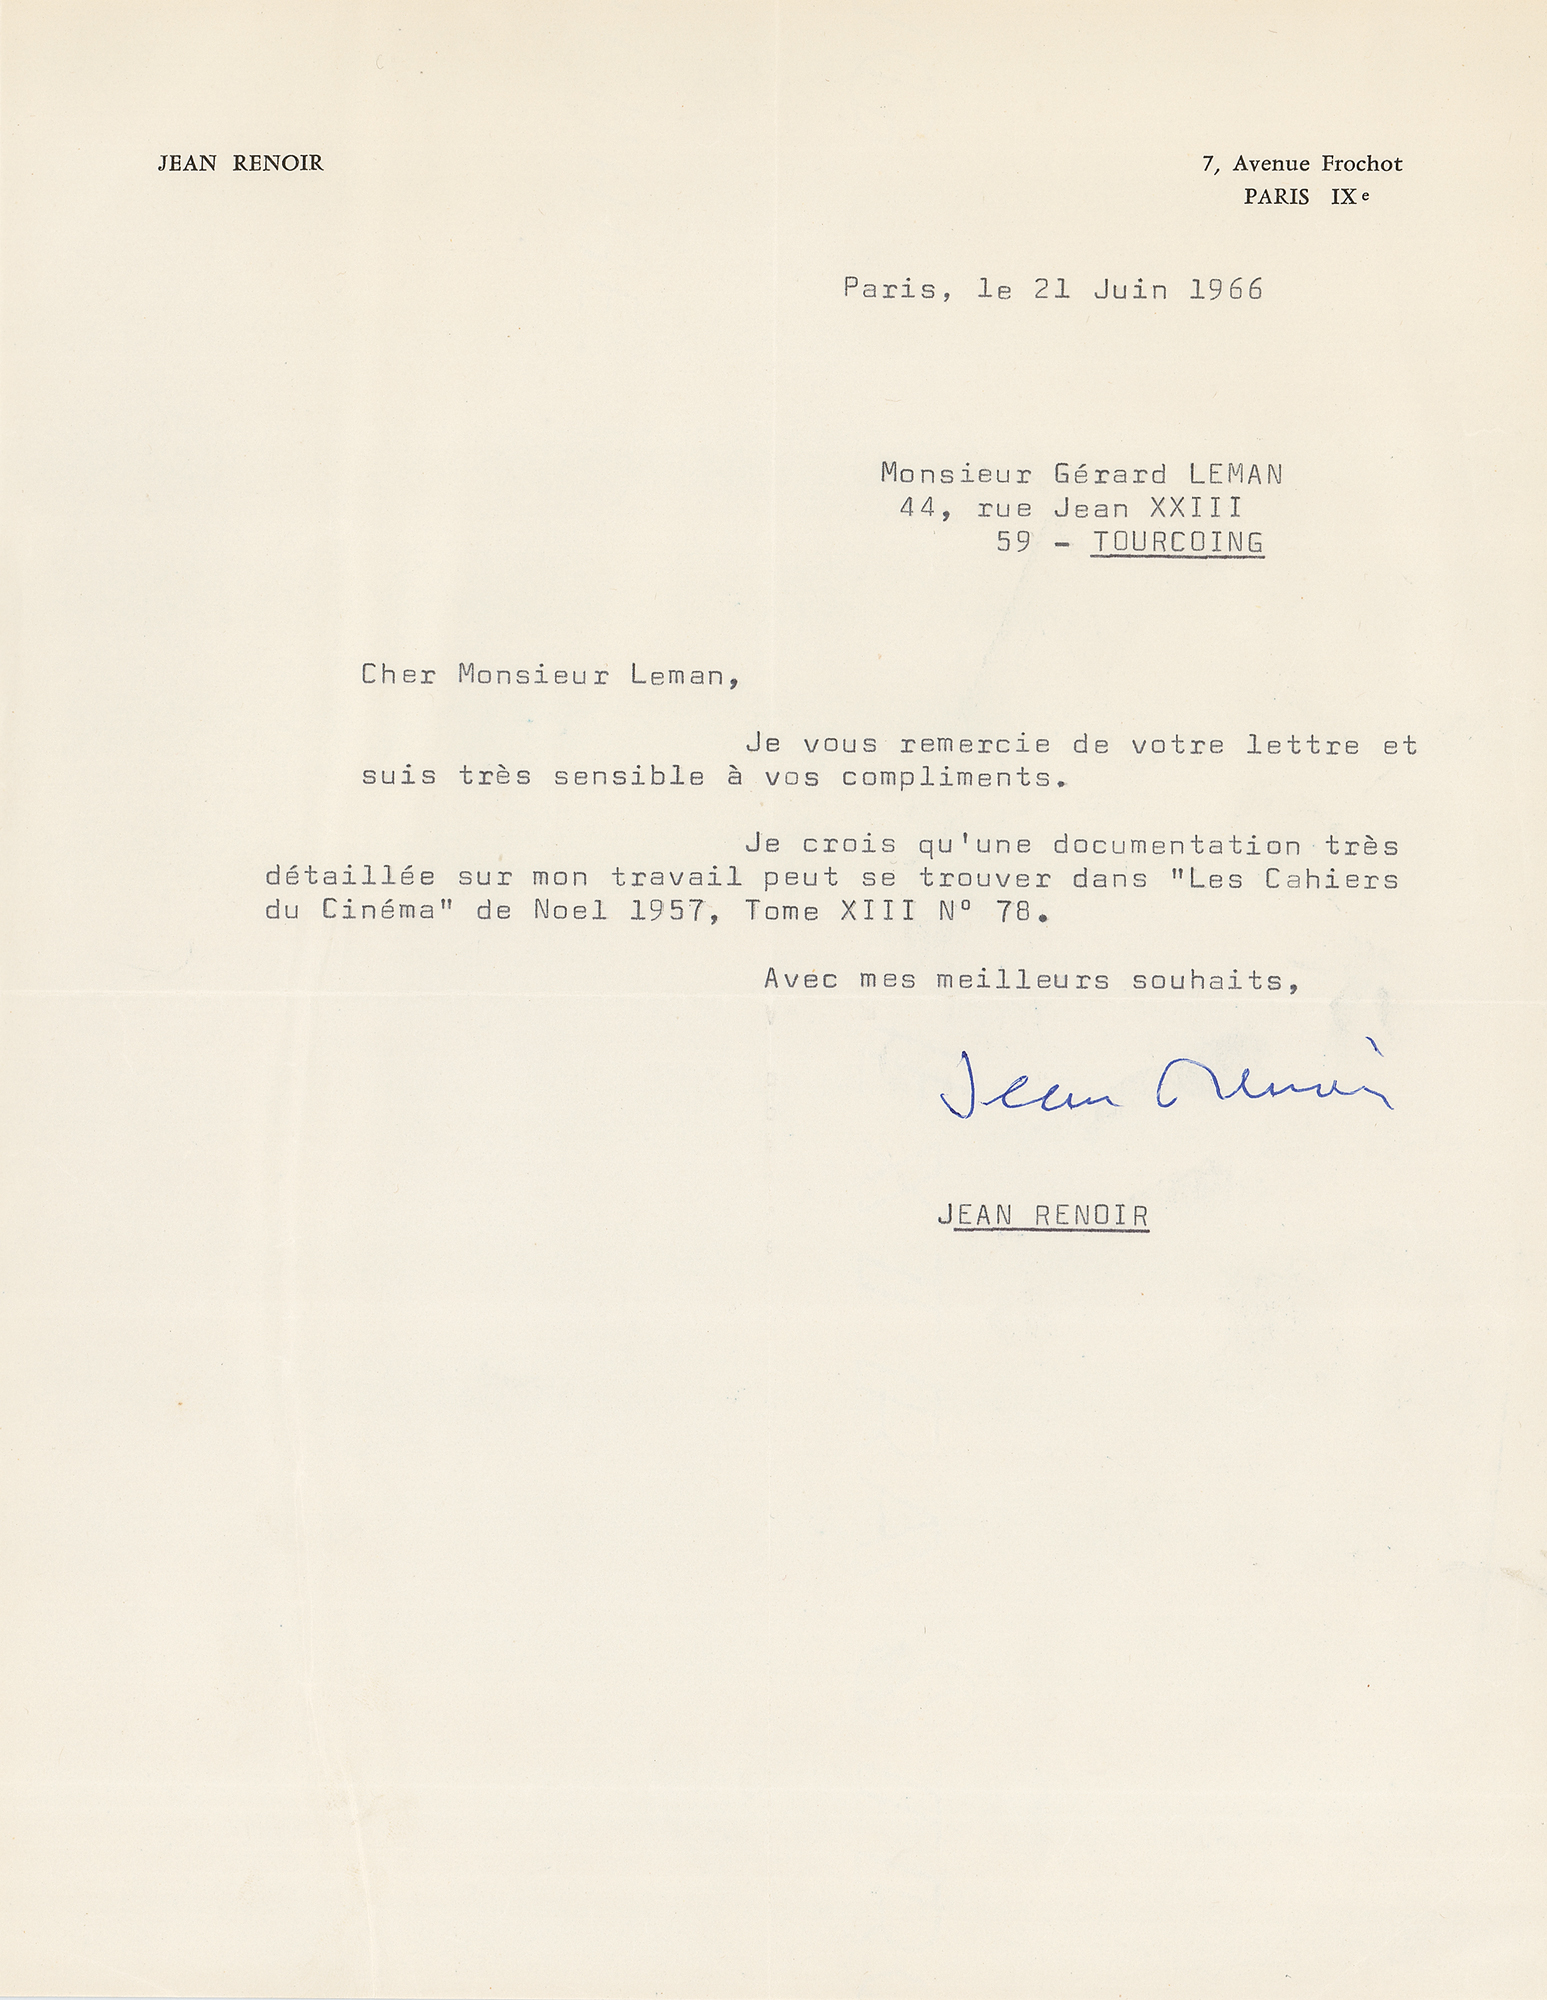 JEAN RENOIR
7, Avenue Frochot
PARIS IXe
Paris, le 21 Juin 1966
Monsieur Gérard LEMAN
44, rue Jean XXIII
59 - TOURCOING
Cher Monsieur Leman,
Je vous remercie de votre lettre et
suis très sensible à vos compliments.
Je crois qu'une documentation très
détaillée sur mon travail peut se trouver dans "Les Cahiers
du Cinéma" de Noel 1957, Tome XIII Nº 78.
Avec mes meilleurs souhaits,
Jean Renoir
JEAN RENOIR